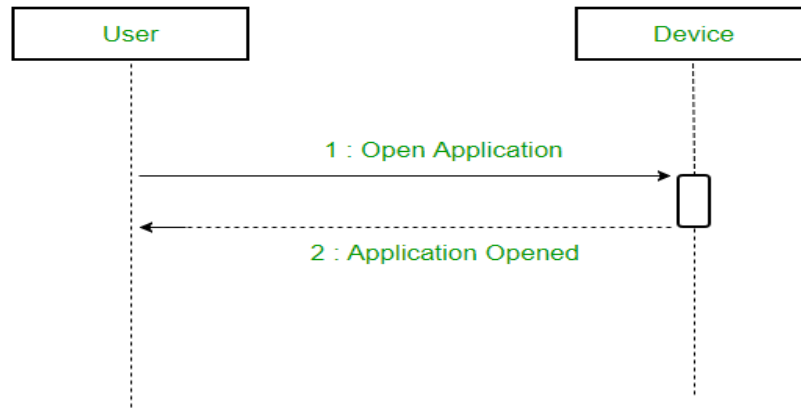 User
Device
1 : Open Application
2 : Application Opened